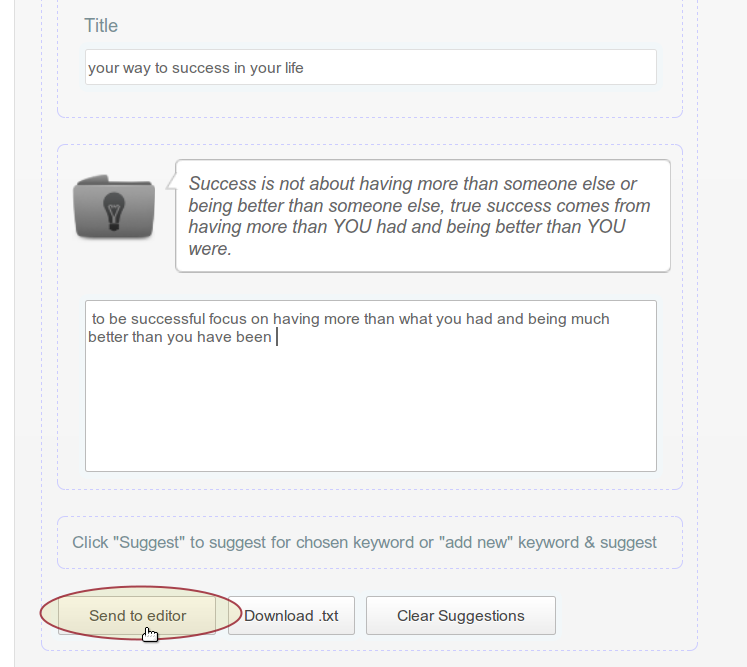 Title
your way to success in your life
Success is not about having more than someone else or
being better than someone else, true success comes from
having more than YOU had and being better than YOU
were.
to be successful focus on having more than what you had and being much
better than you have been
Click "Suggest" to suggest for chosen keyword or "add new" keyword & suggest
Send to editor Download .txt Clear Suggestions